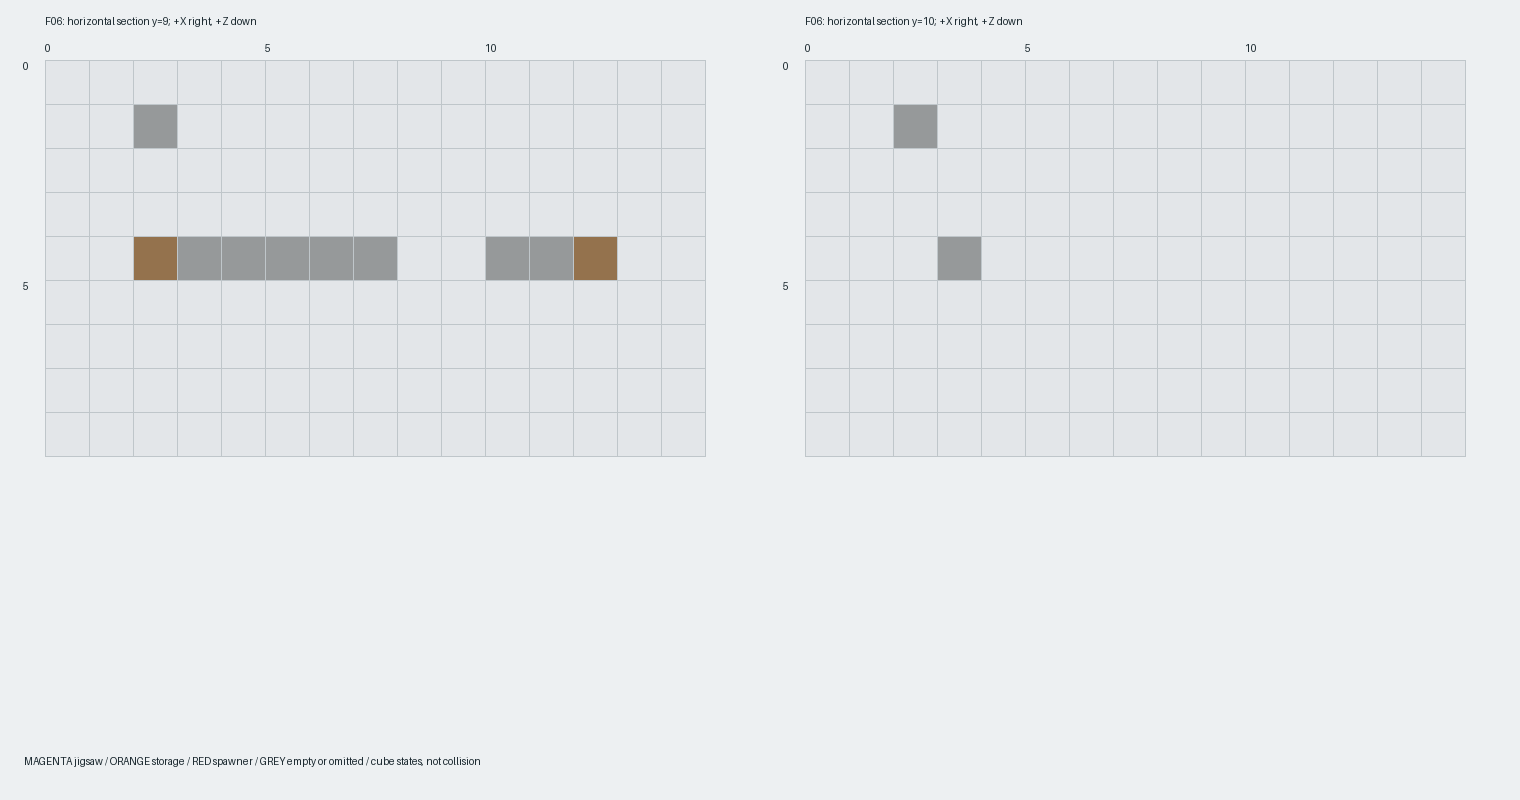 F06: horizontal section y=9; +X right, +Z down
F06: horizontal section y=10; +X right, +Z down
0 5 10
0 5 10
0
0
5
5
MAGENTA jigsaw / ORANGE storage / RED spawner / GREY empty or omitted / cube states, not collision